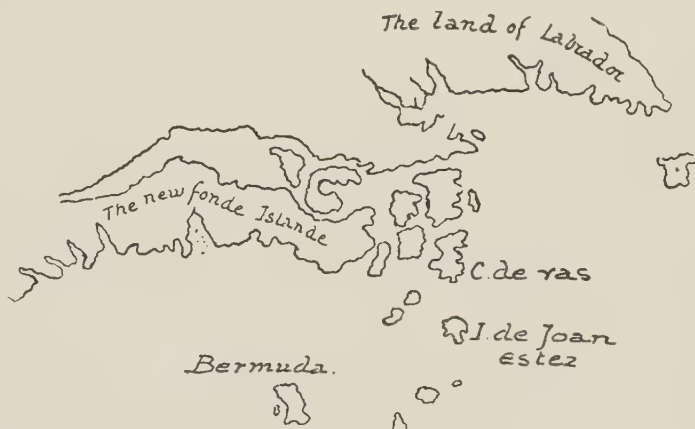 The land of Labrador
The new fonde Islande
C. de ras
I. de Joan
estez
Bermuda.